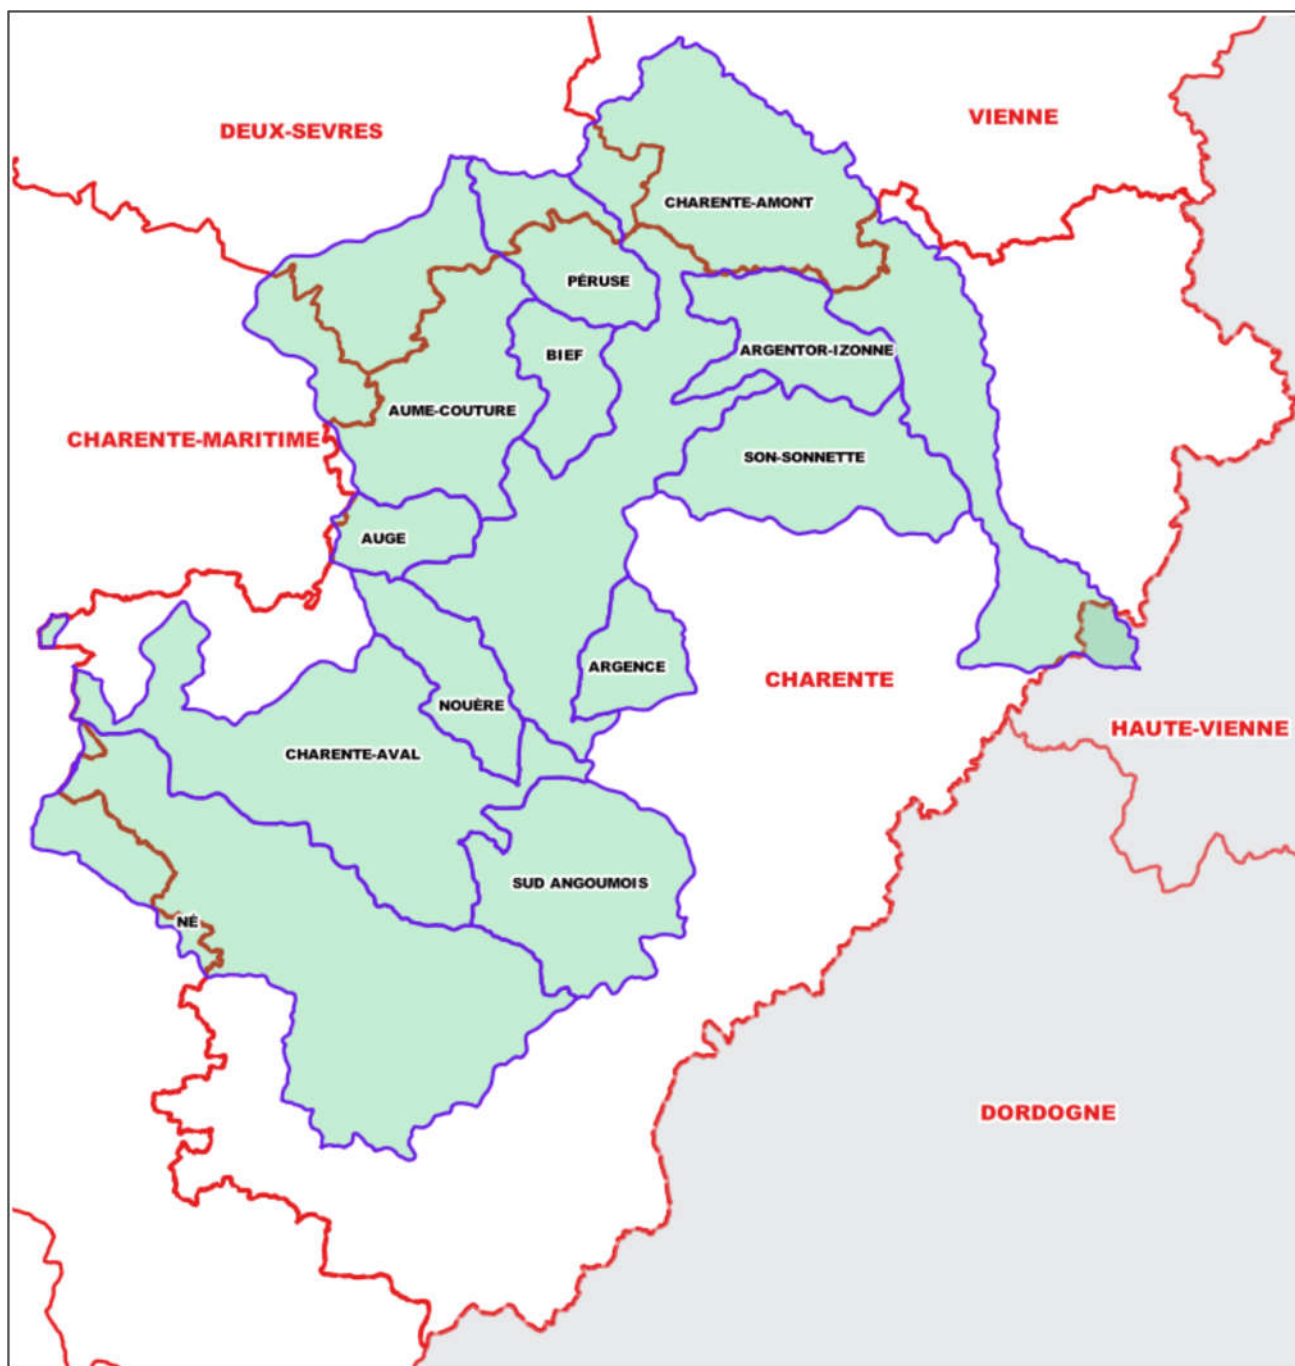 VIENNE
DEUX-SEVRES
CHARENTE-AMONT
PÉRUSE
ARGENTOR-IZONNE
BIEF
AUME-COUTURE
CHARENTE-MARITIME
SON-SONNETTE
AUGE
ARGENCE
CHARENTE
NOUÈRE
HAUTE-VIENNE
CHARENTE-AVAL
SUD ANGOUMOIS
NÉ
DORDOGNE